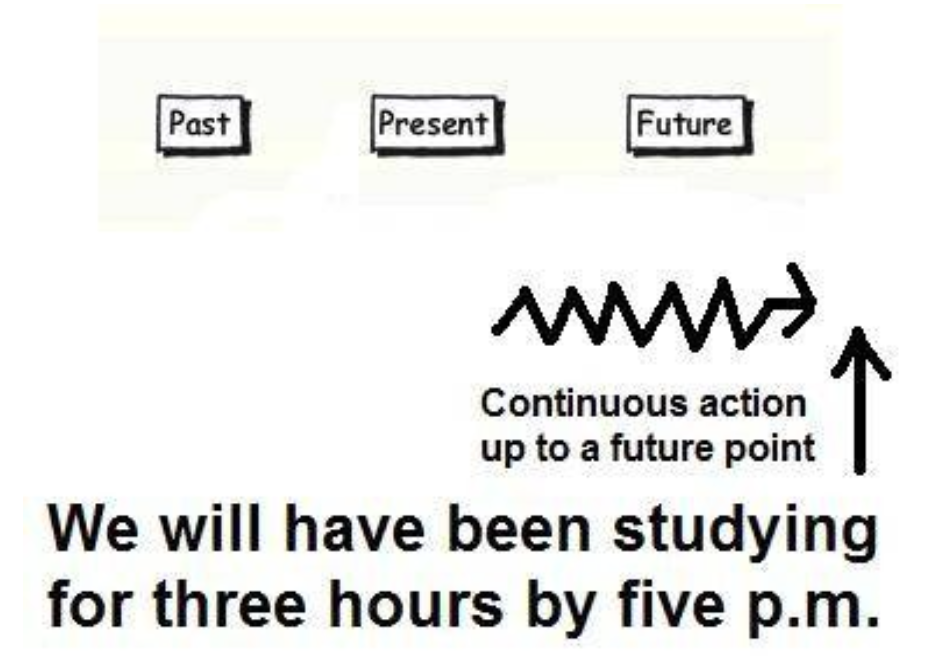 Past Present Future
Continuous action
up to a future point
We will have been studying
for three hours by five p.m.